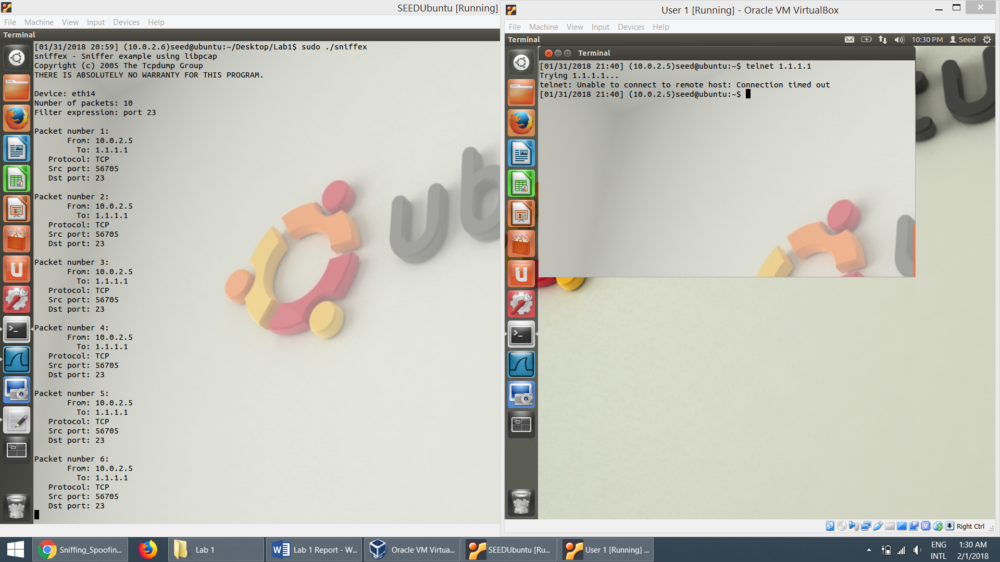 SEEDUbuntu [Running]
File Machine View Input Devices Help
Terminal
[01/31/2018 20:59] (10.0.2.6)seed@ubuntu:~/Desktop/Lab1$ sudo ./sniffex
sniffex - Sniffer example using libpcap
Copyright (c) 2005 The Tcpdump Group
THERE IS ABSOLUTELY NO WARRANTY FOR THIS PROGRAM.
Device: eth14
Number of packets: 10
Filter expression: port 23
Packet number 1:
From: 10.0.2.5
To: 1.1.1.1
Protocol: TCP
Src port: 56705
Dst port: 23
Packet number 2:
From: 10.0.2.5
To: 1.1.1.1
Protocol: TCP
Src port: 56705
Dst port: 23
Packet number 3:
From: 10.0.2.5
To: 1.1.1.1
Protocol: TCP
Src port: 56705
Dst port: 23
Packet number 4:
From: 10.0.2.5
To: 1.1.1.1
Protocol: TCP
Src port: 56705
Dst port: 23
Packet number 5:
From: 10.0.2.5
To: 1.1.1.1
Protocol: TCP
Src port: 56705
Dst port: 23
Packet number 6:
From: 10.0.2.5
To: 1.1.1.1
Protocol: TCP
Src port: 56705
Dst port: 23
ub
User 1 [Running] - Oracle VM VirtualBox
File Machine View Input Devices Help
Terminal 10:30 PM Seed
Terminal
[01/31/2018 21:40] (10.0.2.5)seed@ubuntu:~$ telnet 1.1.1.1
Trying 1.1.1.1...
telnet: Unable to connect to remote host: Connection timed out
[01/31/2018 21:40] (10.0.2.5)seed@ubuntu:~$
Right Ctrl
Sniffing_Spoofin... Lab 1 Lab 1 Report - W... Oracle VM Virtua... SEEDUbuntu [Ru... User 1 [Running] ...
ENG 1:30 AM
INTL 2/1/2018